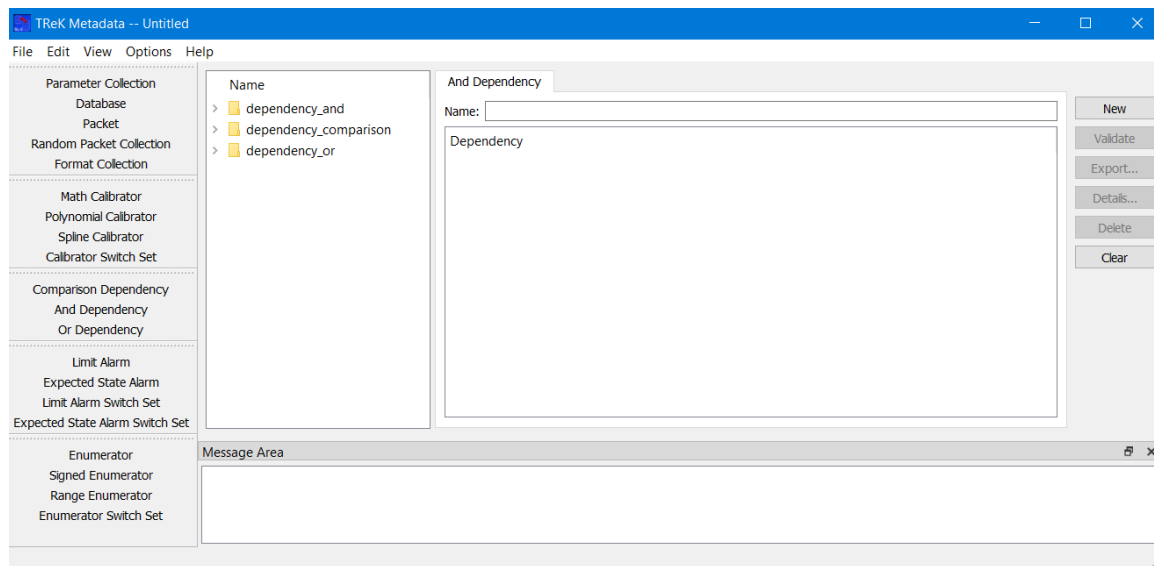 TReK Metadata -- Untitled
File Edit View Options Help
Parameter Collection
Database
Packet
Random Packet Collection
Format Collection
Math Calibrator
Polynomial Calibrator
Spline Calibrator
Calibrator Switch Set
Comparison Dependency
And Dependency
Or Dependency
Limit Alarm
Expected State Alarm
Limit Alarm Switch Set
Expected State Alarm Switch Set
Enumerator
Signed Enumerator
Range Enumerator
Enumerator Switch Set
Name
dependency_and
dependency_comparison
dependency_or
And Dependency
Name:
Dependency
New
Validate
Export...
Details...
Delete
Clear
Message Area